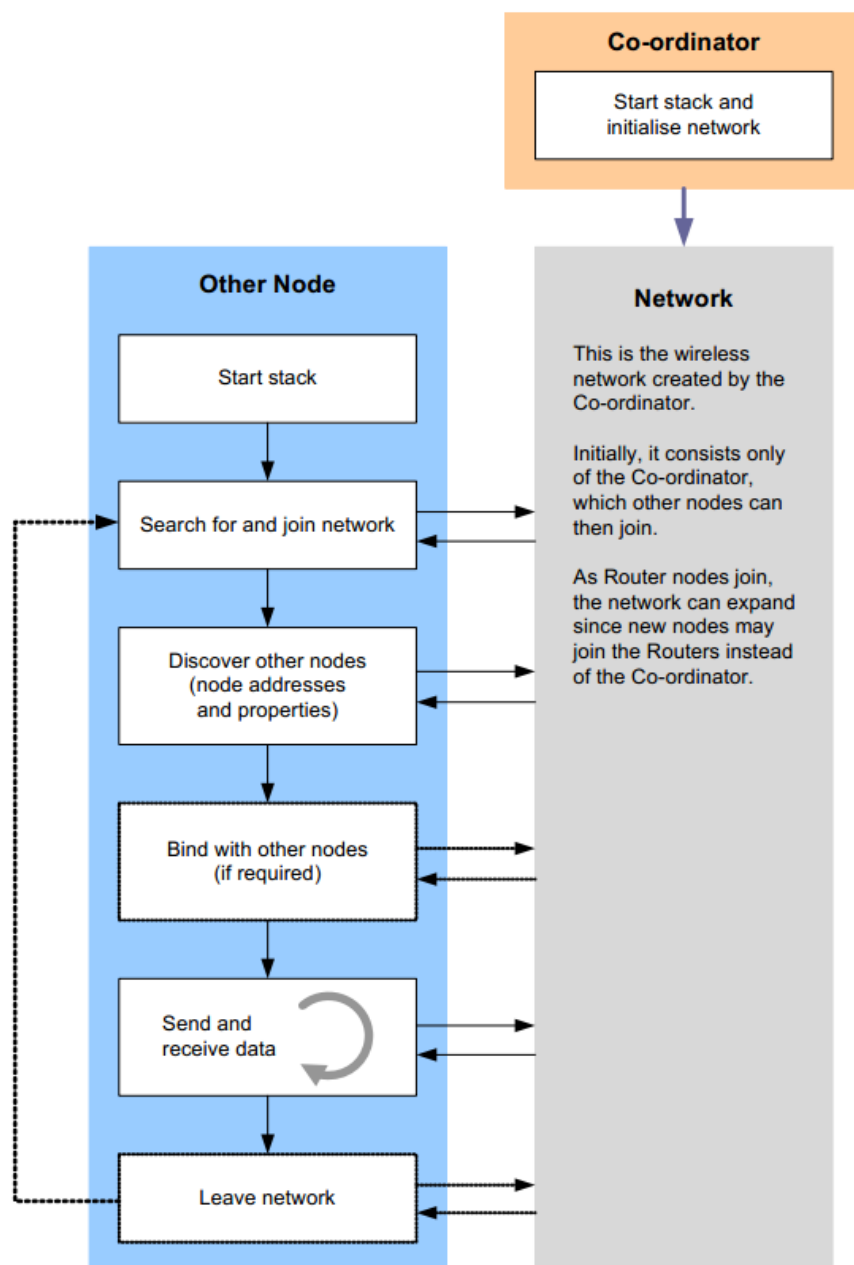 Co-ordinator
Start stack and
initialise network
Other Node
Start stack
Search for and join network
Discover other nodes
(node addresses
and properties)
Bind with other nodes
(if required)
Send and
receive data
Leave network
Network
This is the wireless
network created by the
Co-ordinator.
Initially, it consists only
of the Co-ordinator,
which other nodes can
then join.
As Router nodes join,
the network can expand
since new nodes may
join the Routers instead
of the Co-ordinator.